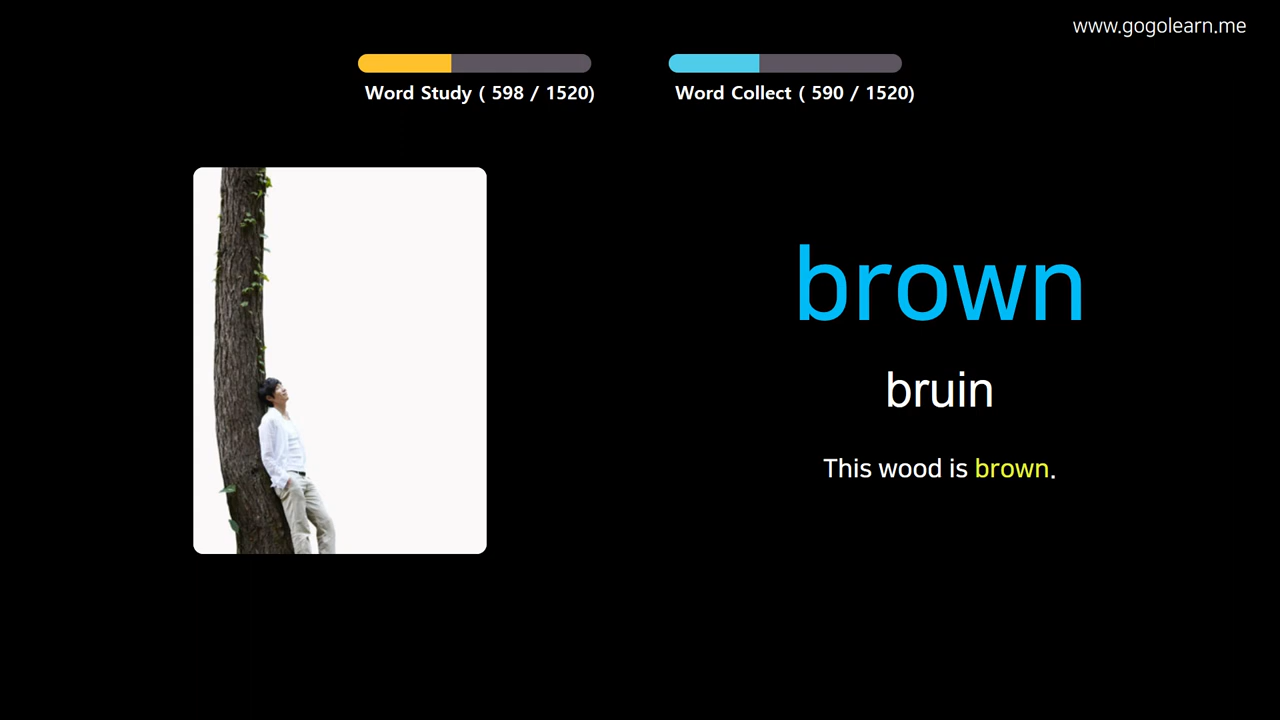 www.gogolearn.me
Word Study ( 598 / 1520)
Word Collect ( 590 / 1520)
brown
bruin
This wood is brown.